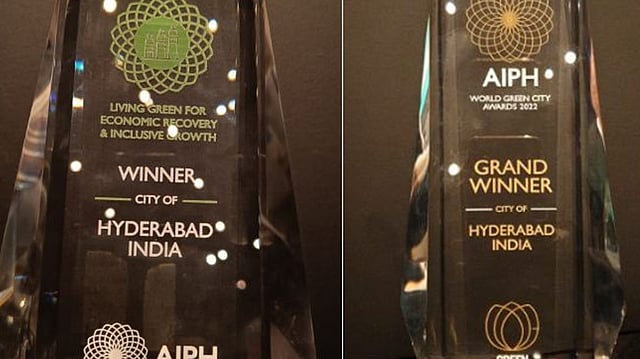 LIVING GREEN FOR
ECONOMIC RECOVERY
& INCLUSIVE GROWTH
WINNER
CITY OF
HYDERABAD
INDIA
AIPH
AIPH
WORLD GREEN CITY
AWARDS 2022
GRAND
WINNER
CITY OF
HYDERABAD
INDIA
GREEN